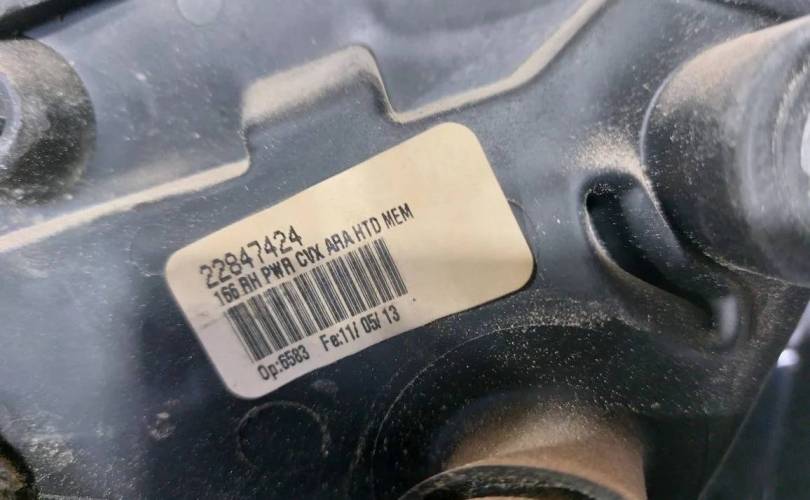 22847424
166 RH PWR CVX ARA HTD MEM
Op:6583 Fe:11/ 05/ 13